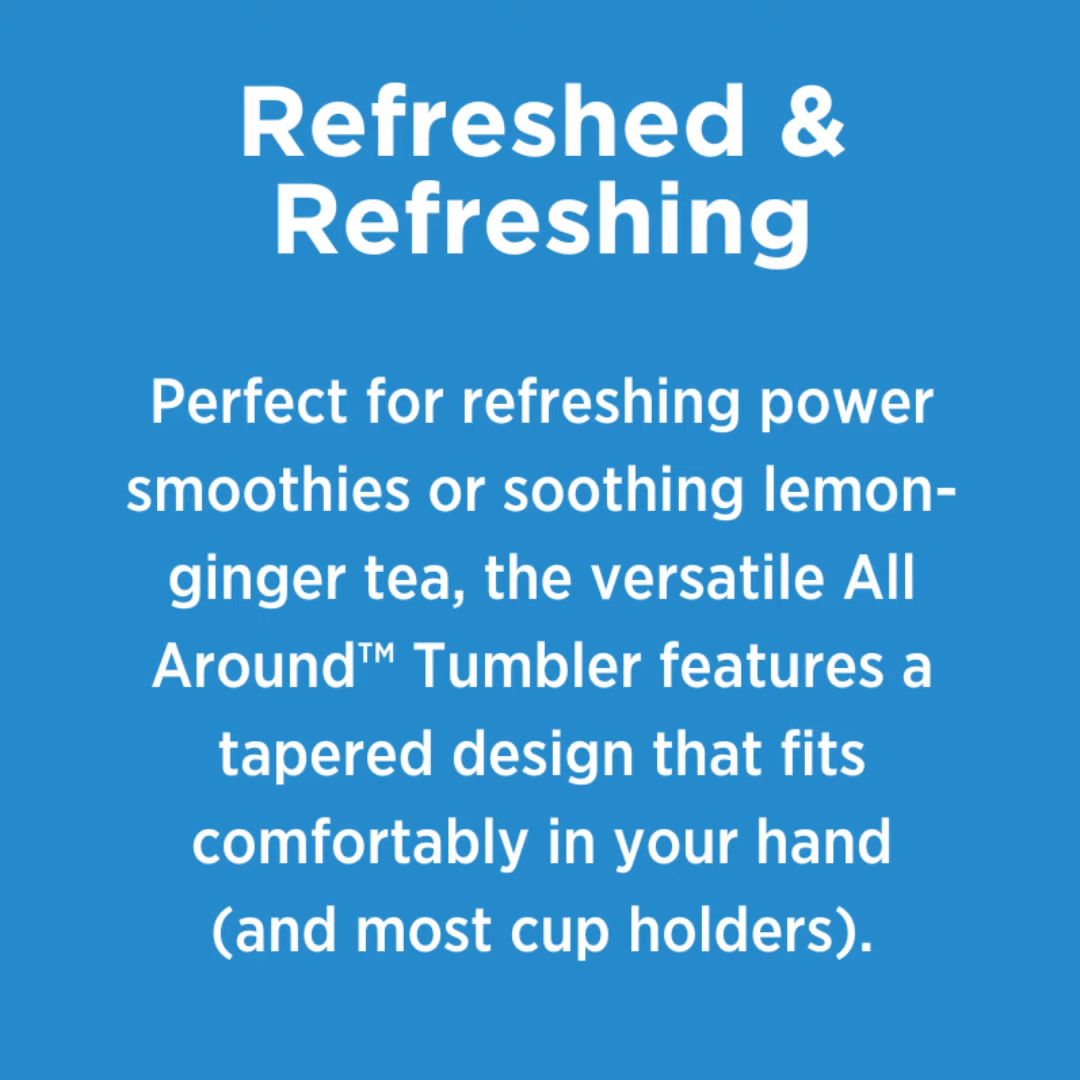 Refreshed &
Refreshing
Perfect for refreshing power
smoothies or soothing lemon-
ginger tea, the versatile All
Around™ Tumbler features a
tapered design that fits
comfortably in your hand
(and most cup holders).